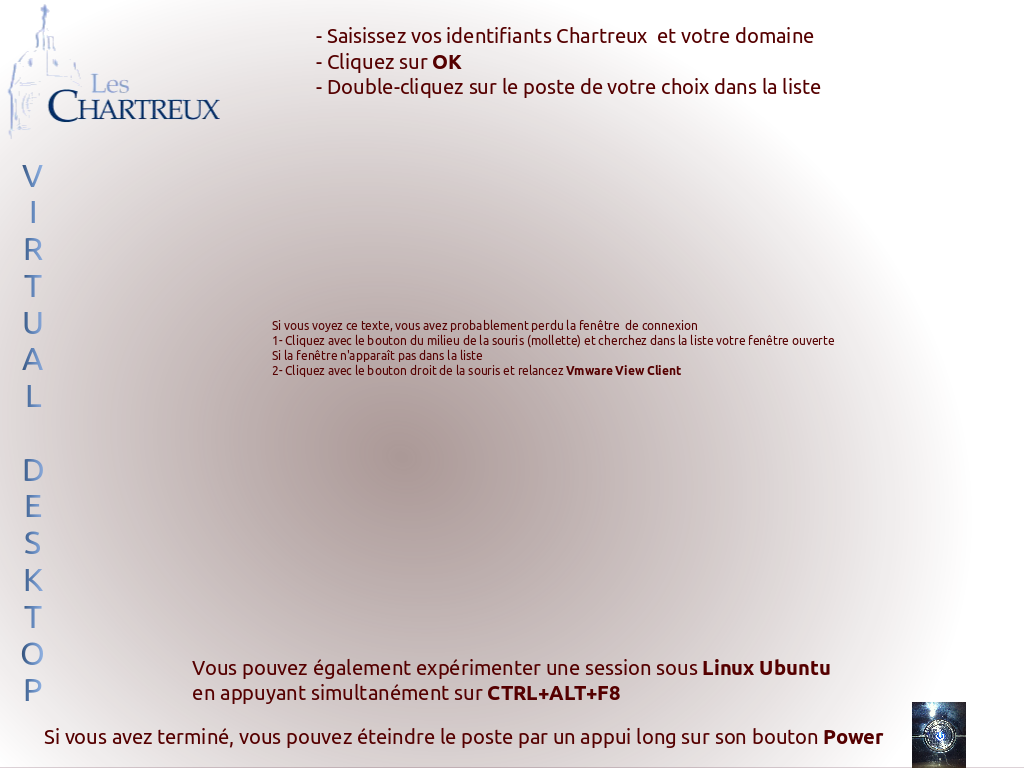 Les
CHARTREUX
- Saisissez vos identifiants Chartreux et votre domaine
- Cliquez sur OK
- Double-cliquez sur le poste de votre choix dans la liste
VIRTUAL DESKTOP
Si vous voyez ce texte, vous avez probablement perdu la fenêtre de connexion
1- Cliquez avec le bouton du milieu de la souris (mollette) et cherchez dans la liste votre fenêtre ouverte
Si la fenêtre n'apparaît pas dans la liste
2- Cliquez avec le bouton droit de la souris et relancez Vmware View Client
Vous pouvez également expérimenter une session sous Linux Ubuntu
en appuyant simultanément sur CTRL+ALT+F8
Si vous avez terminé, vous pouvez éteindre le poste par un appui long sur son bouton Power